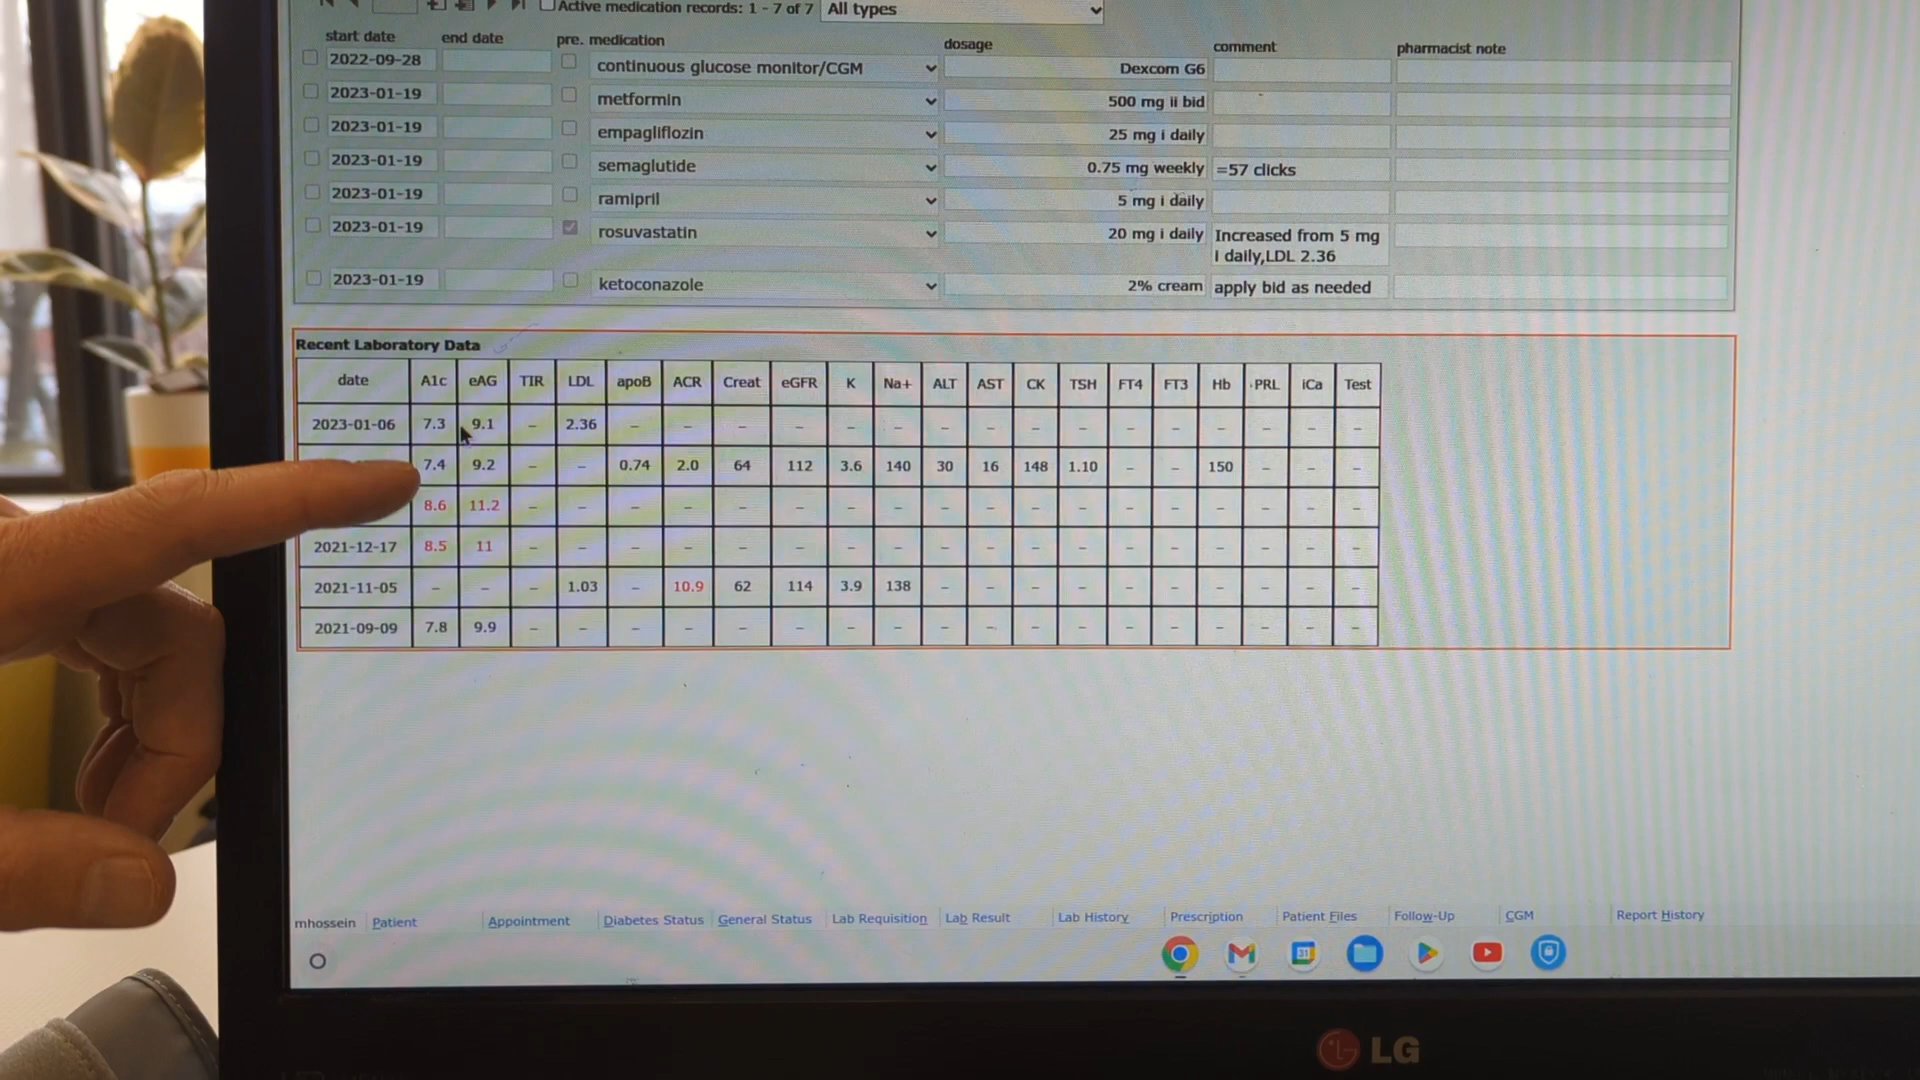 Active medication records: 1 - 7 of 7 All types
start date end date pre. medication dosage comment pharmacist note
2022-09-28 continuous glucose monitor/CGM Dexcom G6
2023-01-19 metformin 500 mg ii bid
2023-01-19 empagliflozin 25 mg i daily
2023-01-19 semaglutide 0.75 mg weekly =57 clicks
2023-01-19 ramipril 5 mg i daily
2023-01-19 rosuvastatin 20 mg i daily Increased from 5 mg
i daily,LDL 2.36
2023-01-19 ketoconazole 2% cream apply bid as needed
Recent Laboratory Data
date A1c eAG TIR LDL apoB ACR Creat eGFR K Na+ ALT AST CK TSH FT4 FT3 Hb PRL iCa Test
2023-01-06 7.3 9.1 – 2.36 – – – – – – – – – – – – – – – –
7.4 9.2 – – 0.74 2.0 64 112 3.6 140 30 16 148 1.10 – – 150 – – –
8.6 11.2 – – – – – – – – – – – – – – – – – –
2021-12-17 8.5 11 – – – – – – – – – – – – – – – – – –
2021-11-05 – – – 1.03 – 10.9 62 114 3.9 138 – – – – – – – – – –
2021-09-09 7.8 9.9 – – – – – – – – – – – – – – – – – –
mhossein Patient Appointment Diabetes Status General Status Lab Requisition Lab Result Lab History Prescription Patient Files Follow-Up CGM Report History
31
LG